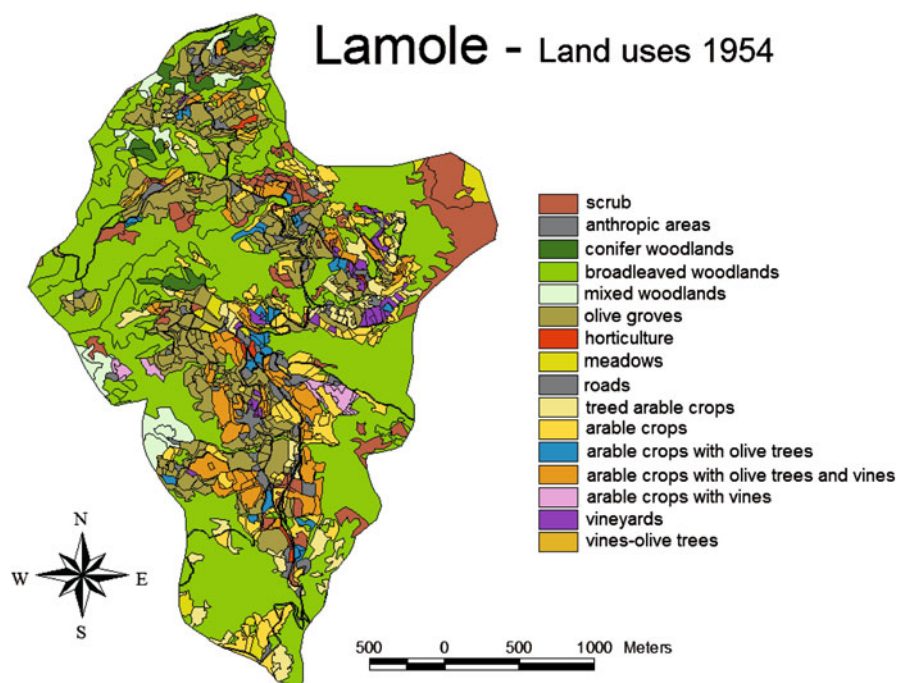 Lamole - Land uses 1954
scrub
anthropic areas
conifer woodlands
broadleaved woodlands
mixed woodlands
olive groves
horticulture
meadows
roads
treed arable crops
arable crops
arable crops with olive trees
arable crops with olive trees and vines
arable crops with vines
vineyards
vines-olive trees
N
W E
S
500 0 500 1000 Meters